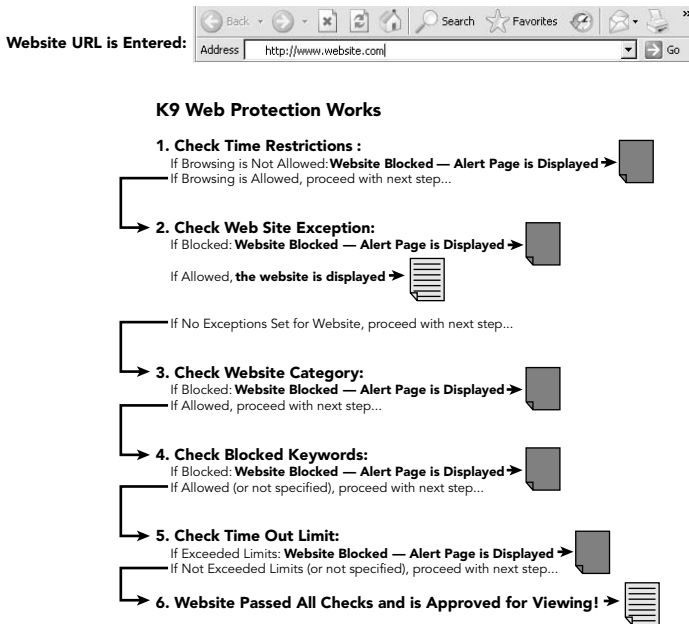 Back Search Favorites »
Website URL is Entered:
Address http://www.website.com Go
K9 Web Protection Works
1. Check Time Restrictions :
If Browsing is Not Allowed: Website Blocked — Alert Page is Displayed
If Browsing is Allowed, proceed with next step...
2. Check Web Site Exception:
If Blocked: Website Blocked — Alert Page is Displayed
If Allowed, the website is displayed
If No Exceptions Set for Website, proceed with next step...
3. Check Website Category:
If Blocked: Website Blocked — Alert Page is Displayed
If Allowed, proceed with next step...
4. Check Blocked Keywords:
If Blocked: Website Blocked — Alert Page is Displayed
If Allowed (or not specified), proceed with next step...
5. Check Time Out Limit:
If Exceeded Limits: Website Blocked — Alert Page is Displayed
If Not Exceeded Limits (or not specified), proceed with next step...
6. Website Passed All Checks and is Approved for Viewing!